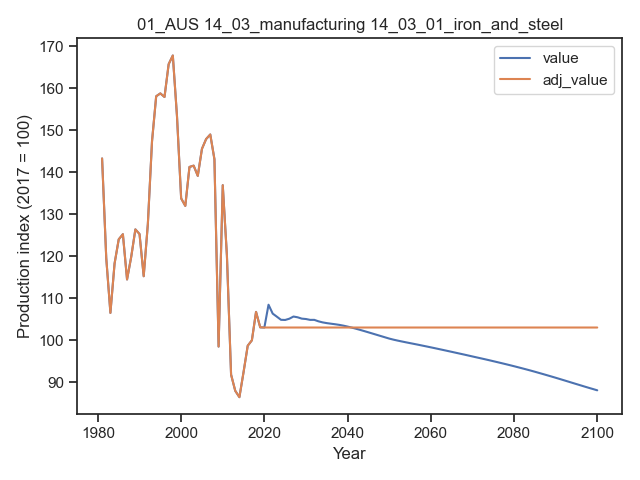 01_AUS 14_03_manufacturing 14_03_01_iron_and_steel
value
adj_value
Production index (2017 = 100)
170
160
150
140
130
120
110
100
90
1980 2000 2020 2040 2060 2080 2100
Year